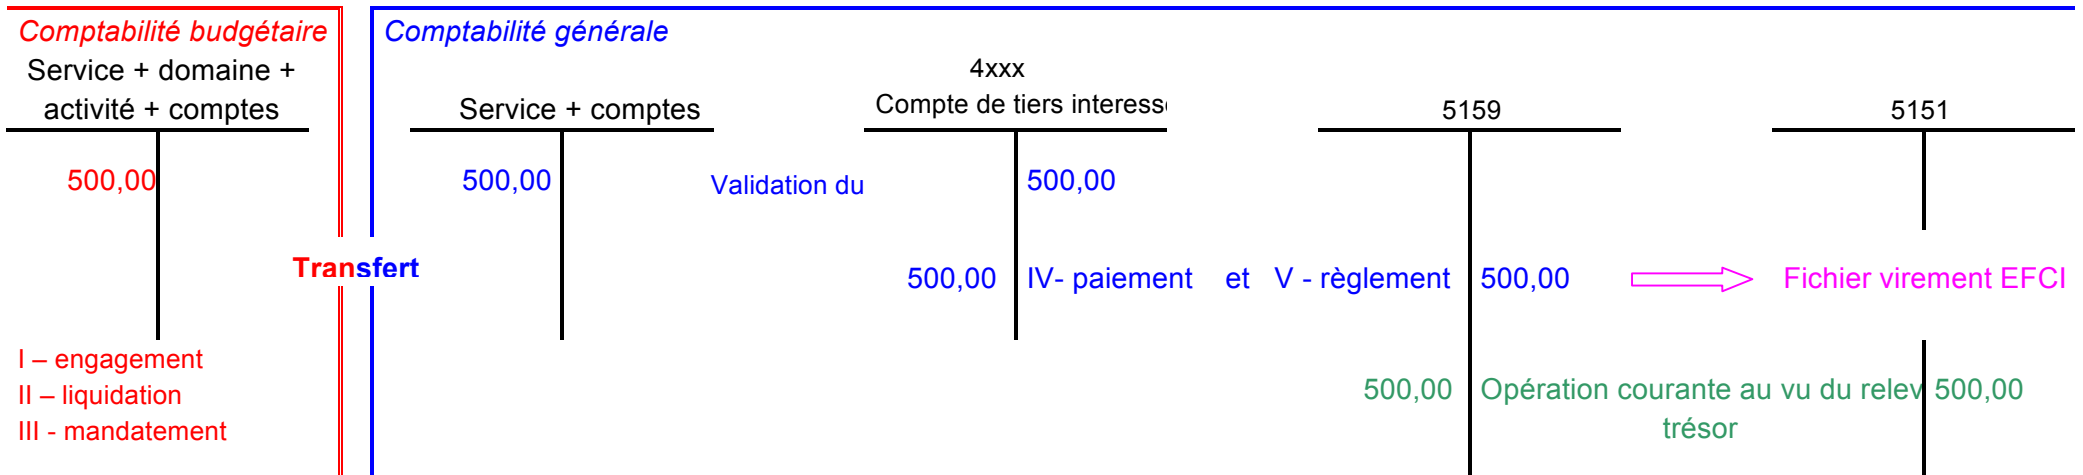 Comptabilité budgétaire
Service + domaine +
activité + comptes
500,00
I – engagement
II – liquidation
III - mandatement
Transfert
Comptabilité générale
Service + comptes
500,00
Validation du
4xxx
Compte de tiers interess
500,00
500,00
IV- paiement et V - règlement
5159
500,00
Fichier virement EFCI
5151
500,00
Opération courante au vu du relev
trésor
500,00